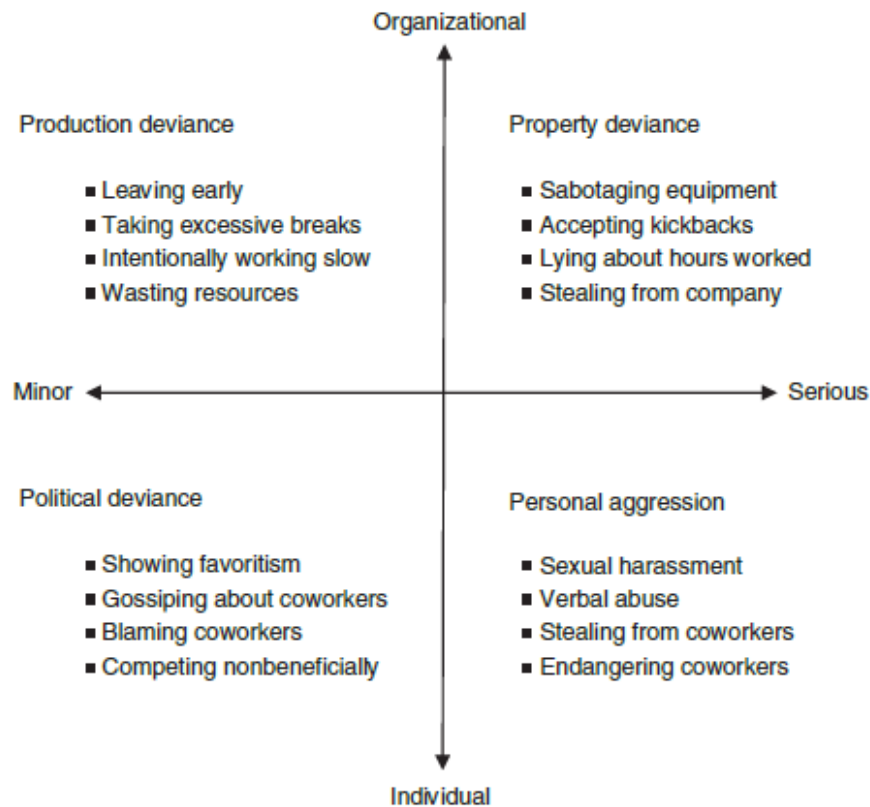 Organizational
Production deviance
■ Leaving early
■ Taking excessive breaks
■ Intentionally working slow
■ Wasting resources
Property deviance
■ Sabotaging equipment
■ Accepting kickbacks
■ Lying about hours worked
■ Stealing from company
Minor
Serious
Political deviance
■ Showing favoritism
■ Gossiping about coworkers
■ Blaming coworkers
■ Competing nonbeneficially
Personal aggression
■ Sexual harassment
■ Verbal abuse
■ Stealing from coworkers
■ Endangering coworkers
Individual